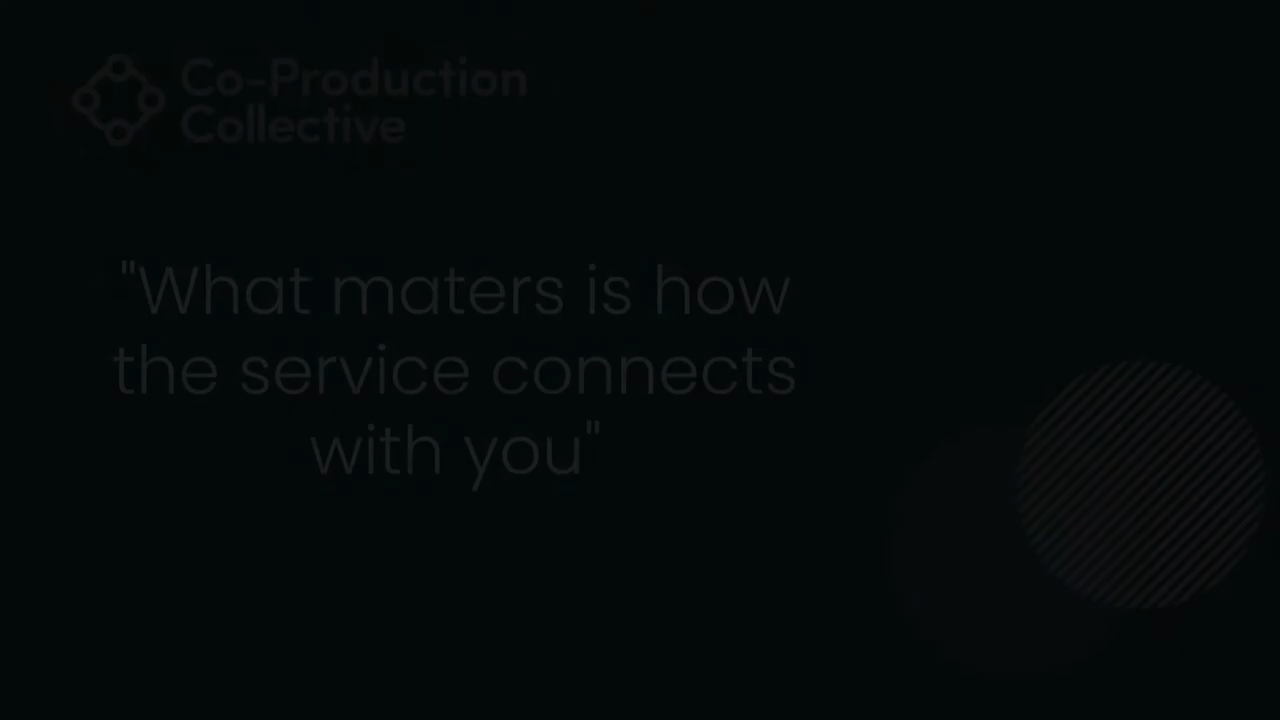 Co-Production
Collective
"What maters is how
the service connects
with you"